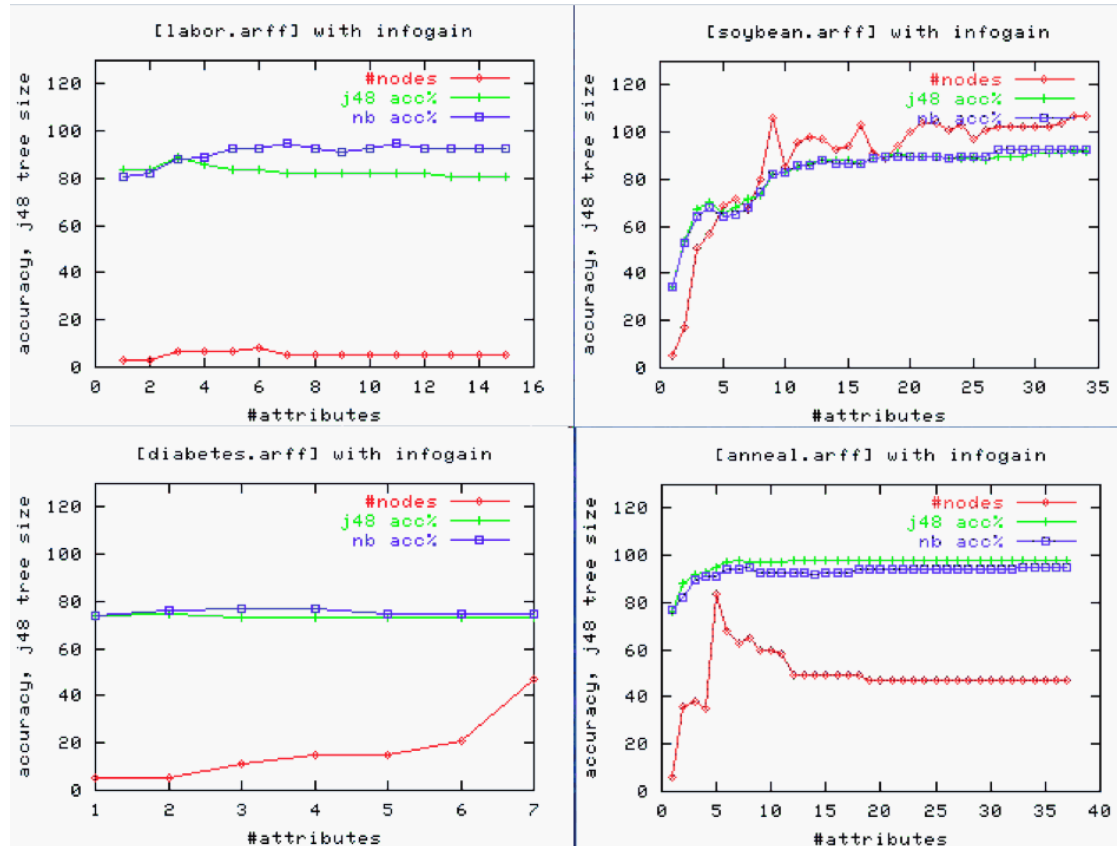 [labor.arff] with infogain
accuracy, j48 tree size
120
100
80
60
40
20
0
#nodes
j48 acc%
nb acc%
0 2 4 6 8 10 12 14 16
#attributes
[soybean.arff] with infogain
accuracy, j48 tree size
120
100
80
60
40
20
0
#nodes
j48 acc%
nb acc%
0 5 10 15 20 25 30 35
#attributes
[diabetes.arff] with infogain
accuracy, j48 tree size
120
100
80
60
40
20
0
#nodes
j48 acc%
nb acc%
1 2 3 4 5 6 7
#attributes
[anneal.arff] with infogain
accuracy, j48 tree size
120
100
80
60
40
20
0
#nodes
j48 acc%
nb acc%
0 5 10 15 20 25 30 35 40
#attributes